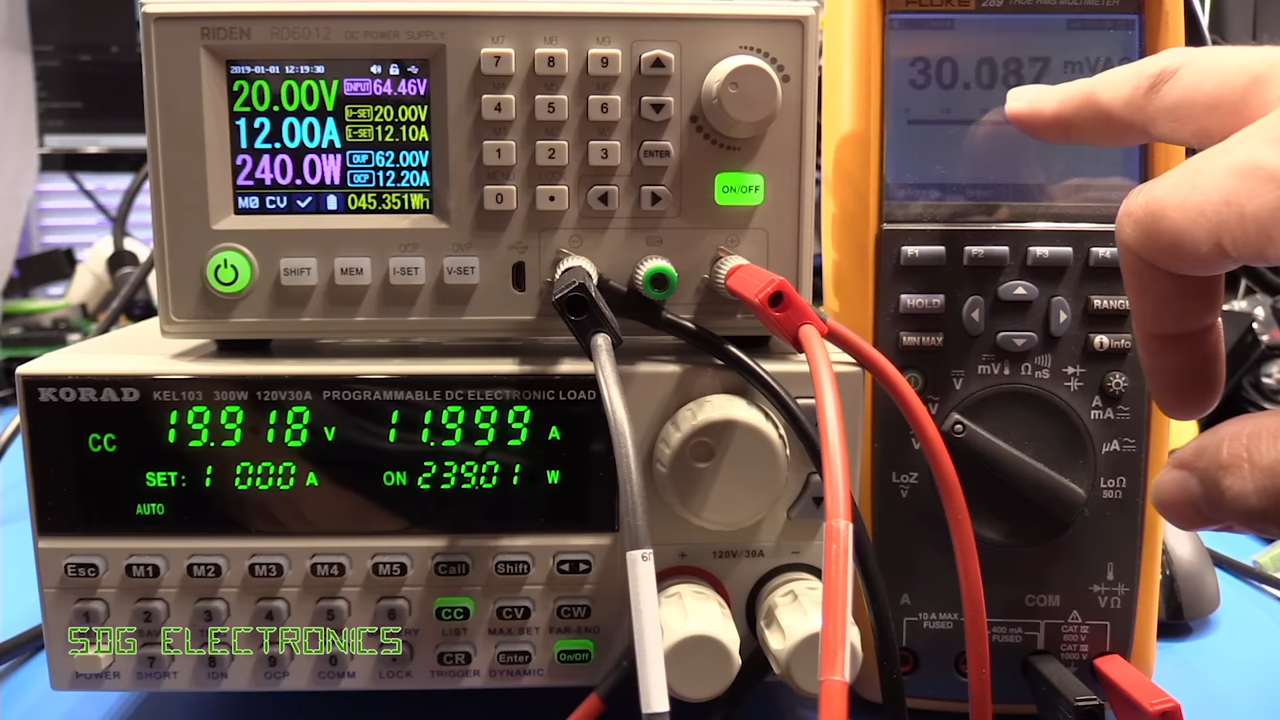 RIDEN RD6012 DC POWER SUPPLY
2019-01-01 12:19:30
20.00V
INPUT 64.46V
12.00A
V-SET 20.00V
I-SET 12.10A
240.0W
OVP 62.00V
OCP 12.20A
M0 CV 045.351Wh
M7 M8 M9
7 8 9
4 5 6
1 2 3 ENTER
0 •
ON/OFF
OCP OVP
SHIFT MEM I-SET V-SET
FLUKE 289 TRUE RMS MULTIMETER
30.087 mV
F1 F2 F3 F4
HOLD RANGE
MIN MAX i info
mV Ω nS
V
V
LoZ
A
mA
µA
LoΩ
50Ω
A COM VΩ
10 A MAX
FUSED
400 mA
FUSED
CAT IV
600 V
CAT III
1000 V
KORAD KEL103 300W 120V30A PROGRAMMABLE DC ELECTRONIC LOAD
CC 19.918 V 11.999 A
SET: 1 000 A ON 239.01 W
AUTO
+ 120V/30A −
Esc M1 M2 M3 M4 M5 Call Shift
1 2 3 4 5 6 CC CV CW
LIST MAX.SET FAR-END
SDG ELECTRONICS
7 8 9 0 • CR Enter On/Off
POWER SHORT IDN OCP COMM LOCK TRIGGER DYNAMIC